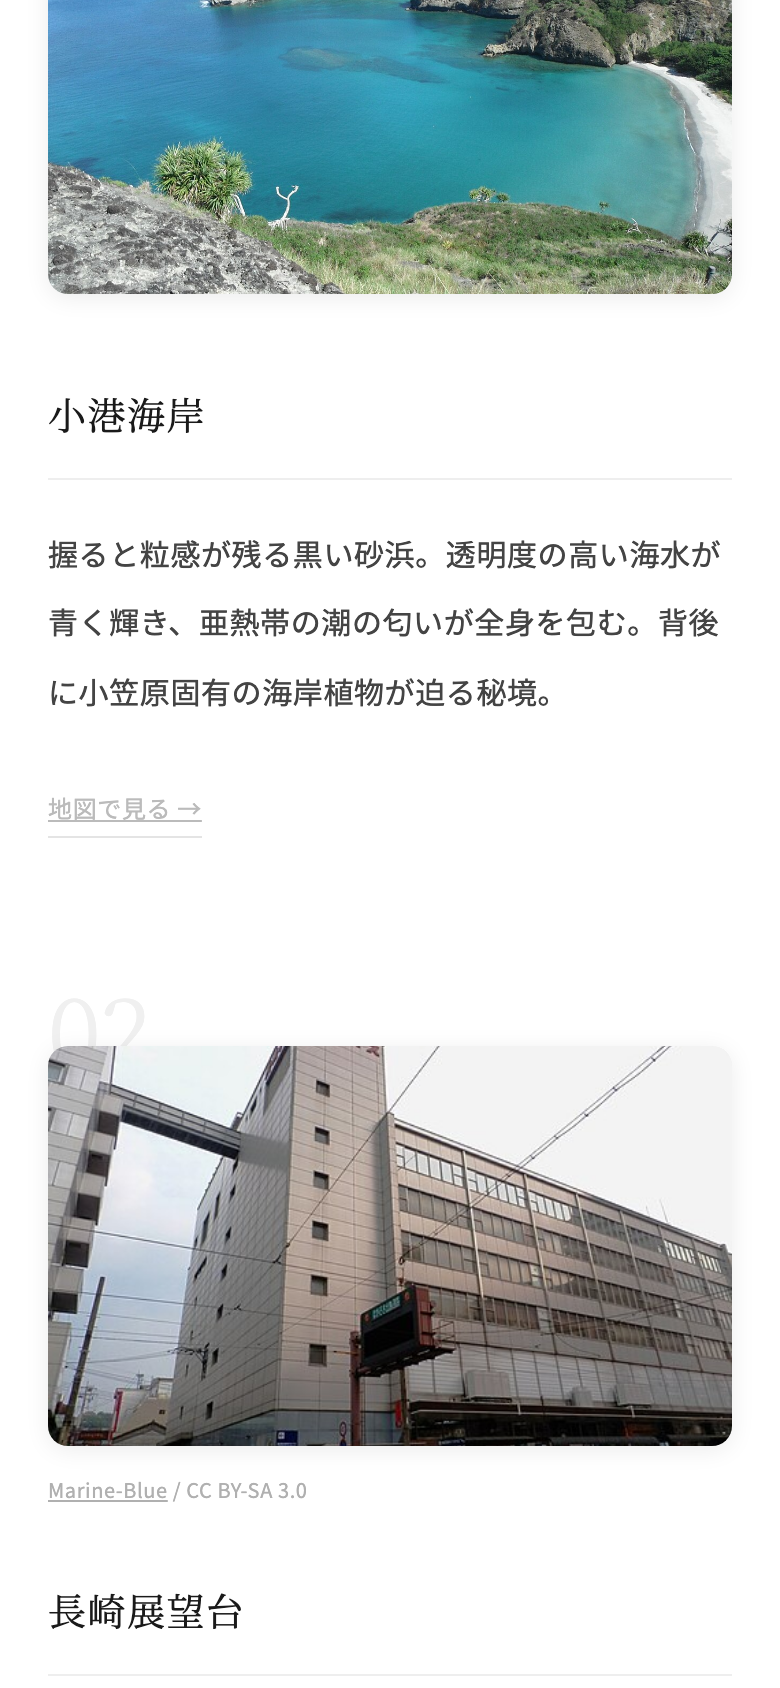 小港海岸
握ると粒感が残る黒い砂浜。透明度の高い海水が
青く輝き、亜熱帯の潮の匂いが全身を包む。背後
に小笠原固有の海岸植物が迫る秘境。
地図で見る →
02
Marine-Blue / CC BY-SA 3.0
長崎展望台